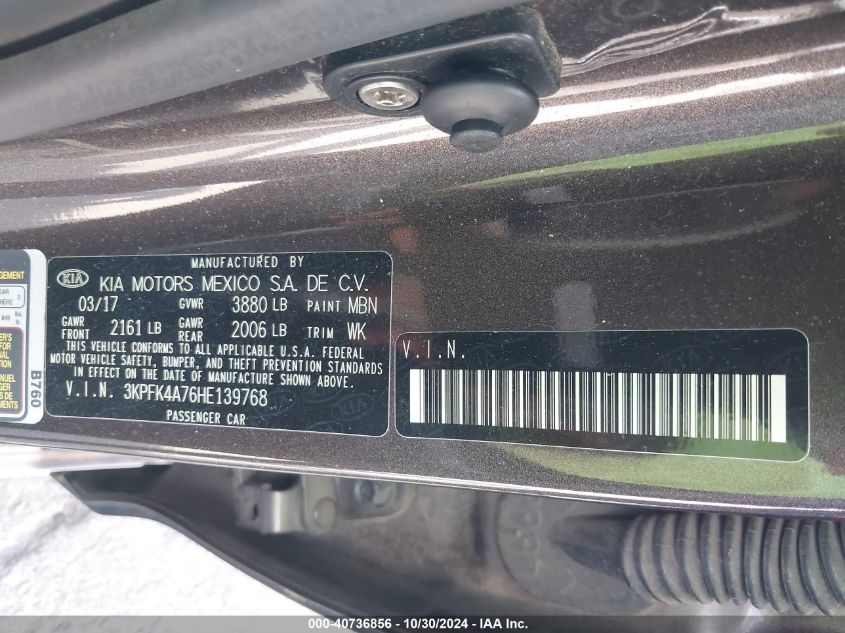 MANUFACTURED BY
KIA KIA MOTORS MEXICO S.A. DE C.V.
03/17 GVWR 3880 LB PAINT MBN
GAWR FRONT 2161 LB GAWR REAR 2006 LB TRIM WK
THIS VEHICLE CONFORMS TO ALL APPLICABLE U.S.A. FEDERAL
MOTOR VEHICLE SAFETY, BUMPER, AND THEFT PREVENTION STANDARDS
IN EFFECT ON THE DATE OF MANUFACTURE SHOWN ABOVE.
V.I.N. 3KPFK4A76HE139768
PASSENGER CAR
V.I.N.
B760
000-40736856 - 10/30/2024 - IAAI Inc.